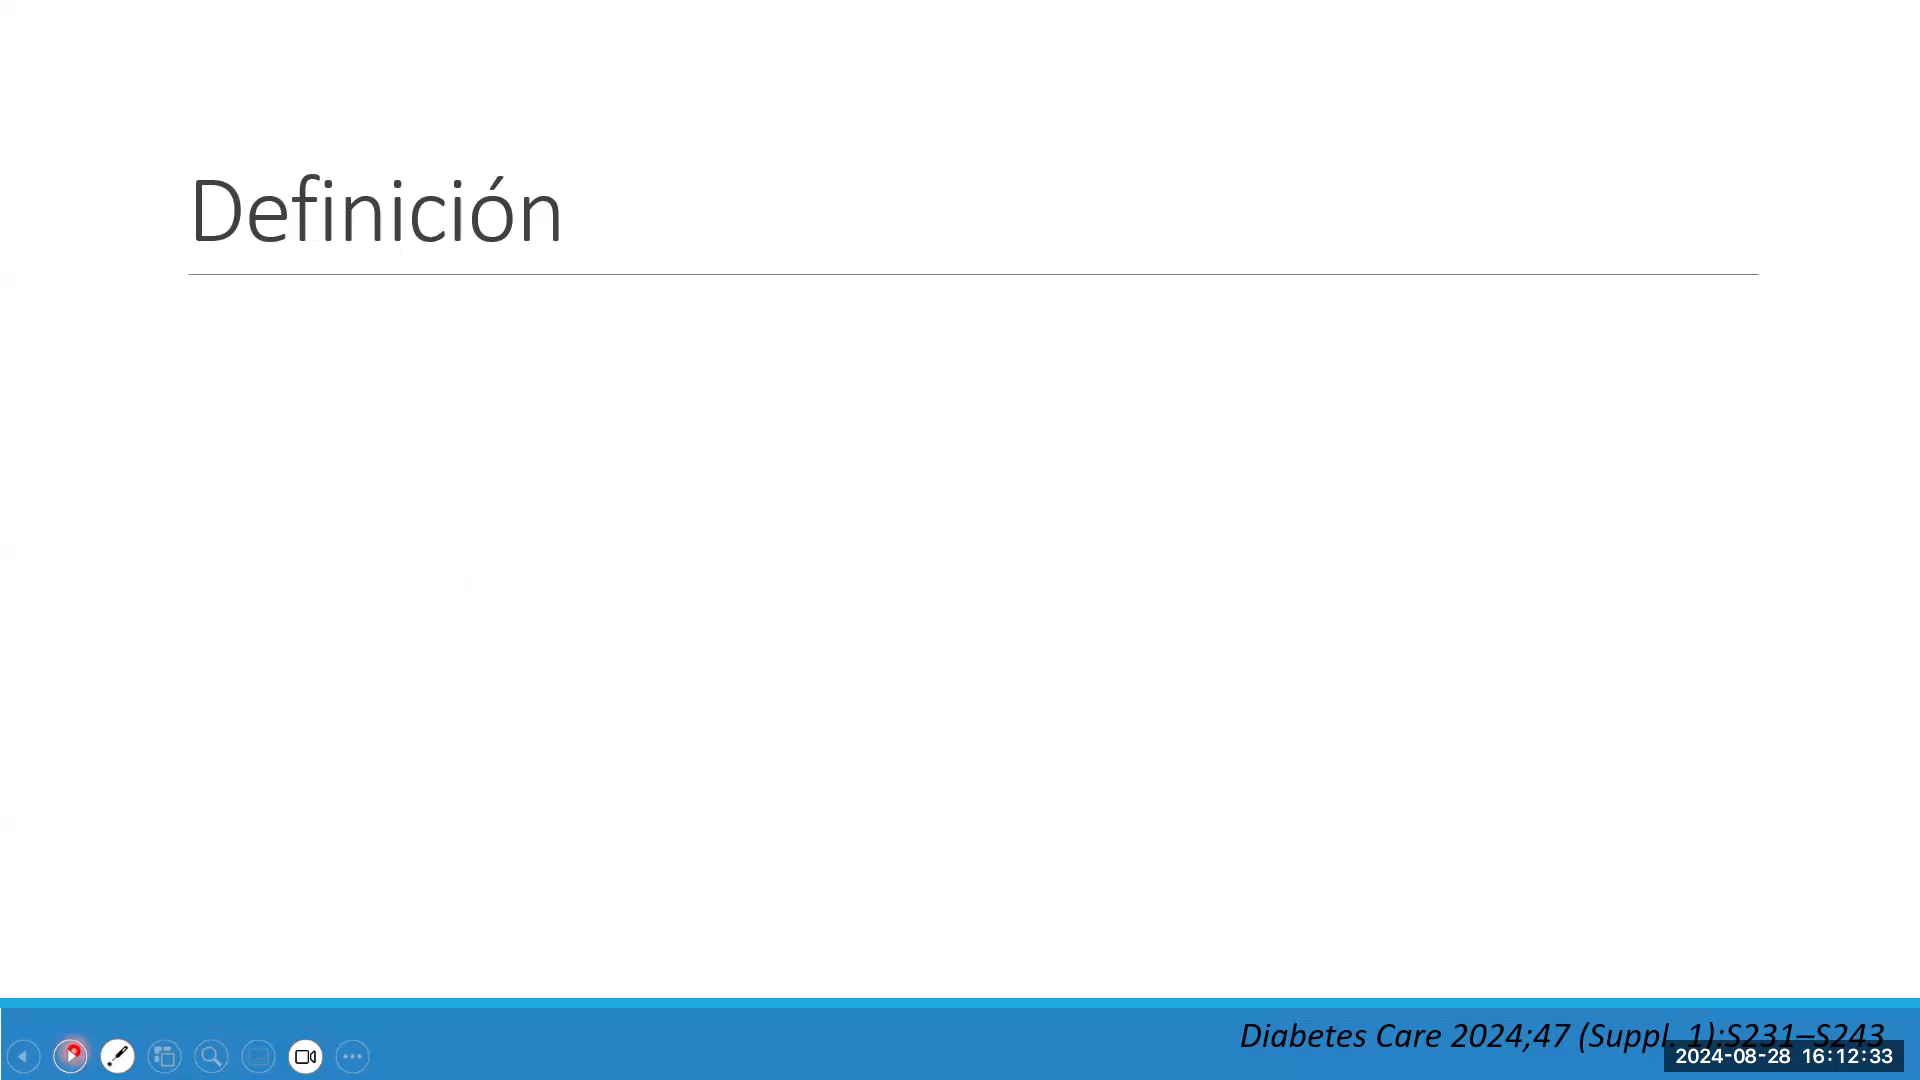 Definición
Diabetes Care 2024;47 (Suppl. 1):S231–S243
2024-08-28 16:12:33